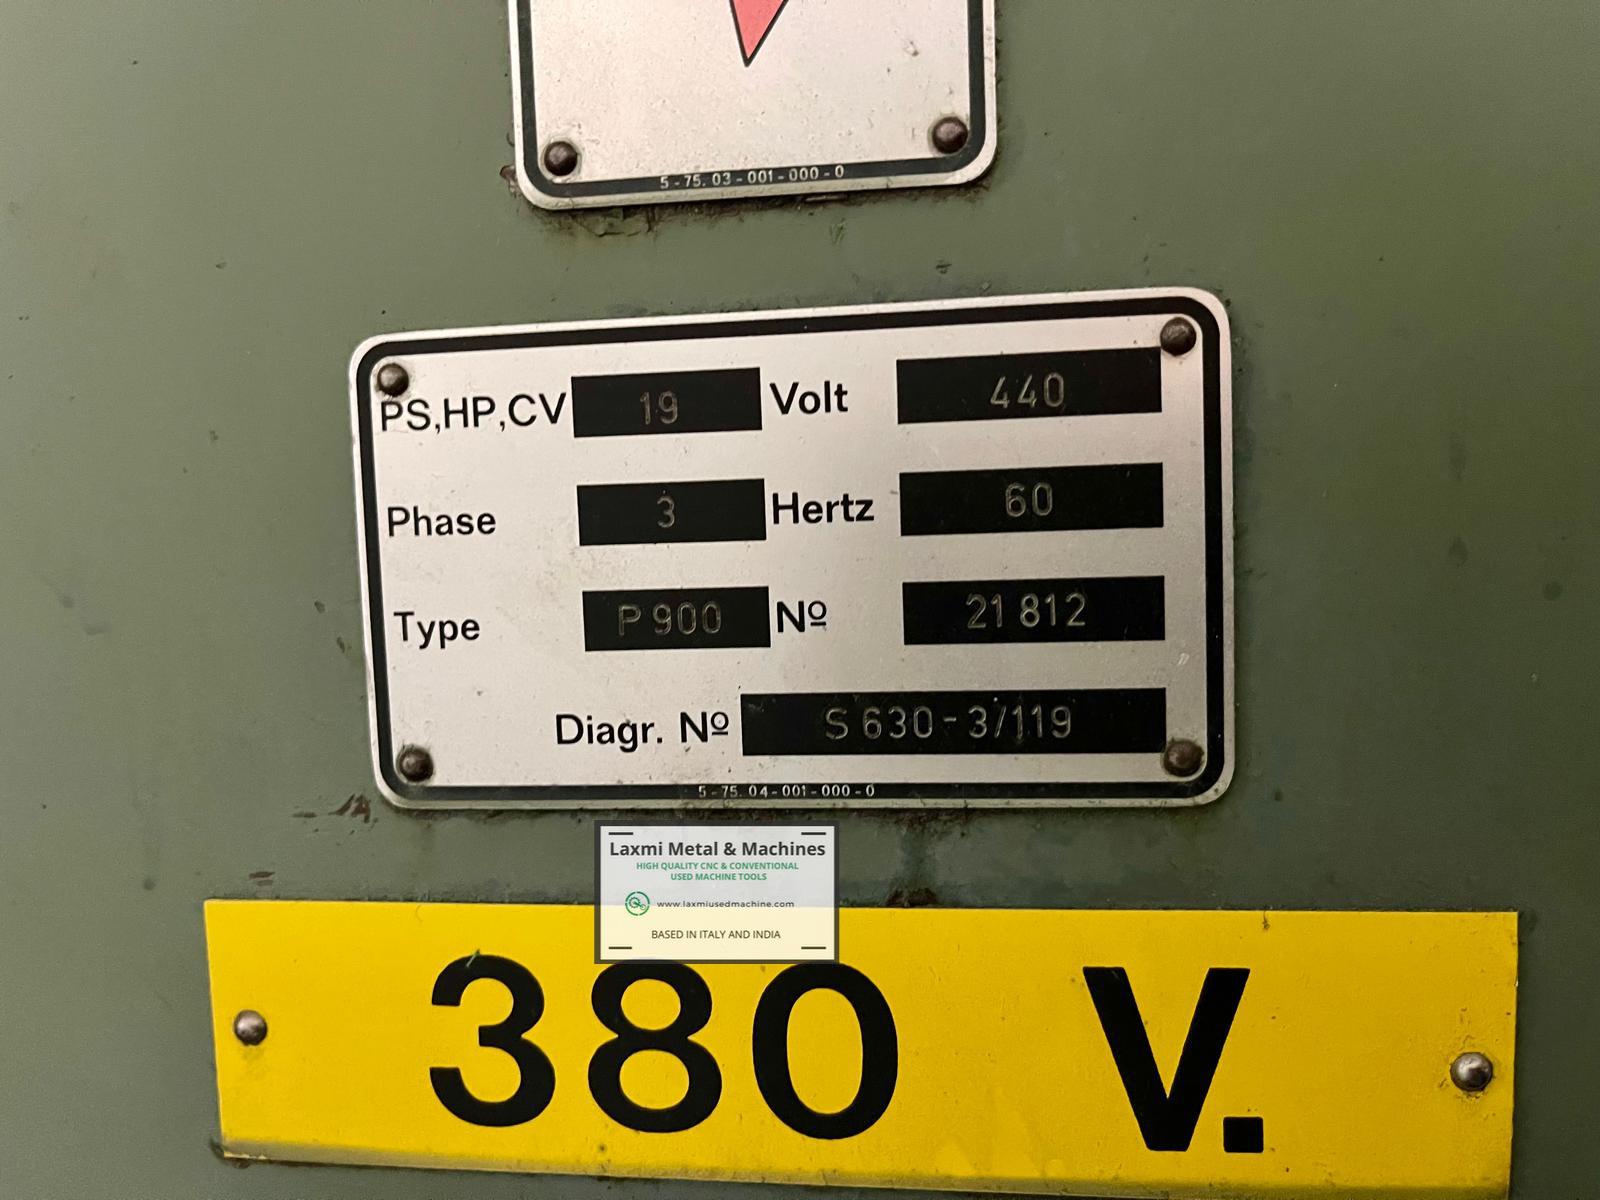 5-75. 03-001-000-0
PS,HP,CV 19 Volt 440
Phase 3 Hertz 60
Type P 900 Nº 21 812
Diagr. Nº S 630-3/119
5-75. 04-001-000-0
Laxmi Metal & Machines
HIGH QUALITY CNC & CONVENTIONAL
USED MACHINE TOOLS
www.laxmiusedmachine.com
BASED IN ITALY AND INDIA
380 V.